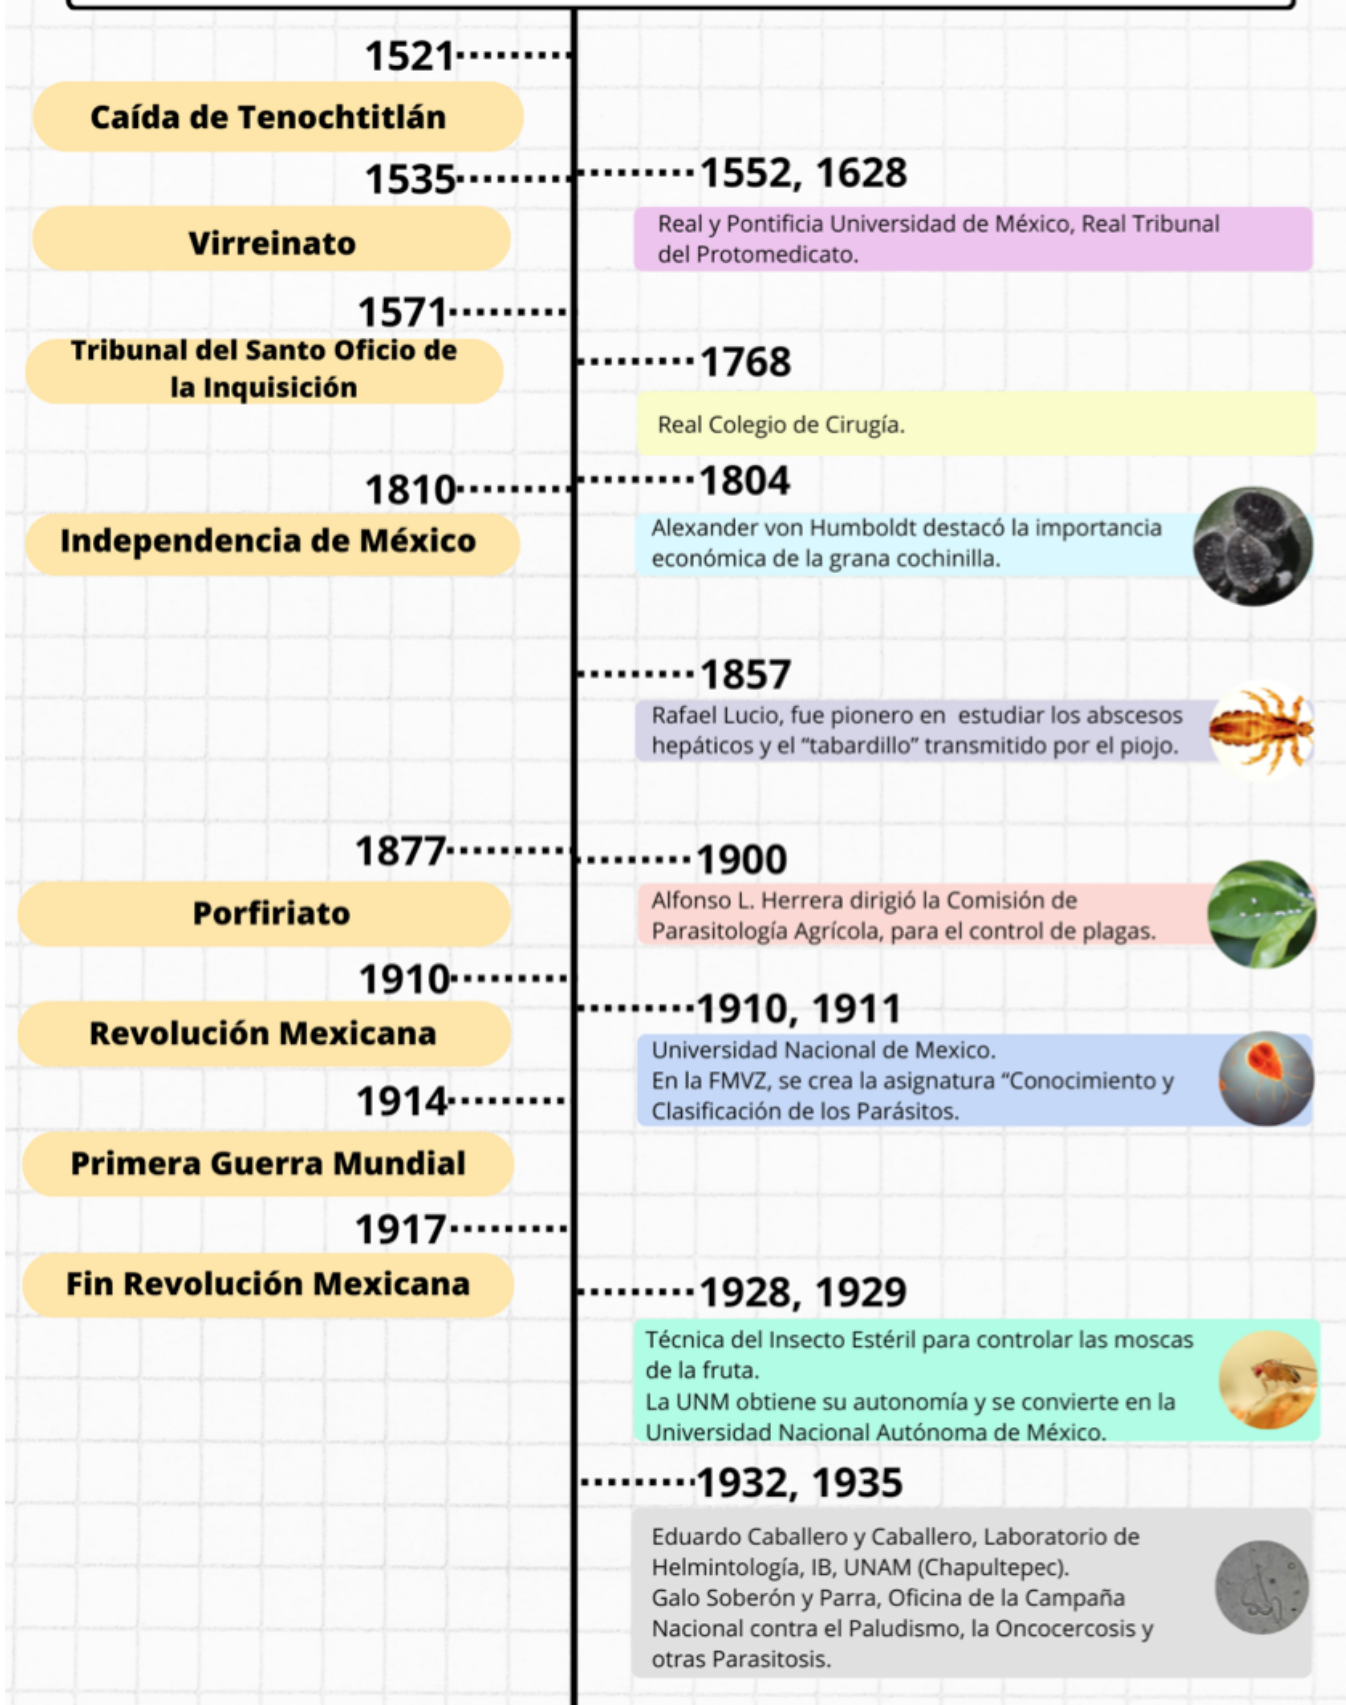 1521
Caída de Tenochtitlán
1535
1552, 1628
Virreinato
Real y Pontificia Universidad de México, Real Tribunal
del Protomedicato.
1571
Tribunal del Santo Oficio de
la Inquisición
1768
Real Colegio de Cirugía.
1810
1804
Independencia de México
Alexander von Humboldt destacó la importancia
económica de la grana cochinilla.
1857
Rafael Lucio, fue pionero en  estudiar los abscesos
hepáticos y el “tabardillo” transmitido por el piojo.
1877
1900
Porfiriato
Alfonso L. Herrera dirigió la Comisión de
Parasitología Agrícola, para el control de plagas.
1910
1910, 1911
Revolución Mexicana
Universidad Nacional de Mexico.
En la FMVZ, se crea la asignatura “Conocimiento y
Clasificación de los Parásitos.
1914
Primera Guerra Mundial
1917
Fin Revolución Mexicana
1928, 1929
Técnica del Insecto Estéril para controlar las moscas
de la fruta.
La UNM obtiene su autonomía y se convierte en la
Universidad Nacional Autónoma de México.
1932, 1935
Eduardo Caballero y Caballero, Laboratorio de
Helmintología, IB, UNAM (Chapultepec).
Galo Soberón y Parra, Oficina de la Campaña
Nacional contra el Paludismo, la Oncocercosis y
otras Parasitosis.